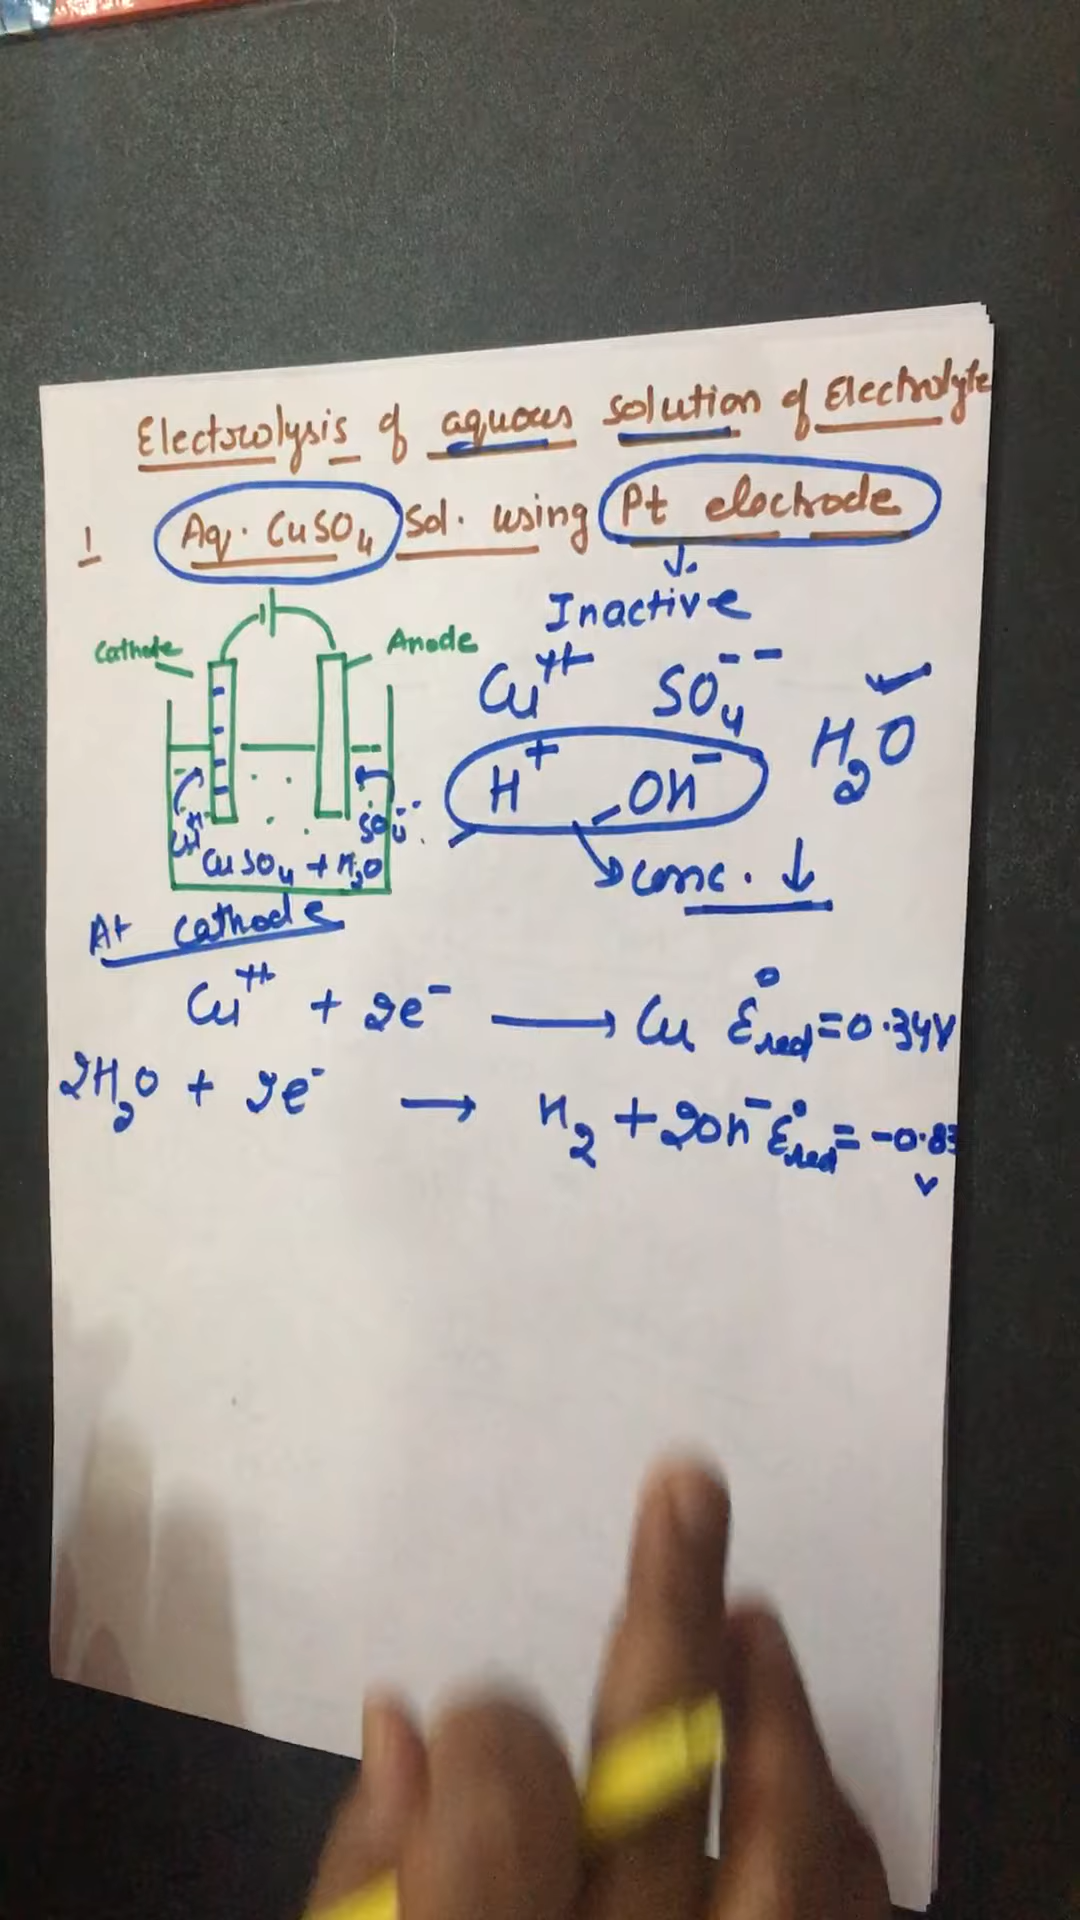 Electrolysis of aquous solution of Electrolyte
1 Aq. CuSO₄ Sol. using Pt electrode
Inactive
Cathode Anode
Cu⁺⁺ SO₄⁻⁻
H⁺ OH⁻ H₂O
Cu⁺⁺ SO₄⁻⁻
CuSO₄ + H₂O
conc. ↓
At cathode
Cu⁺⁺ + 2e⁻ → Cu E°red = 0.34V
2H₂O + 2e⁻ → H₂ + 2OH⁻ E°red = -0.83
V